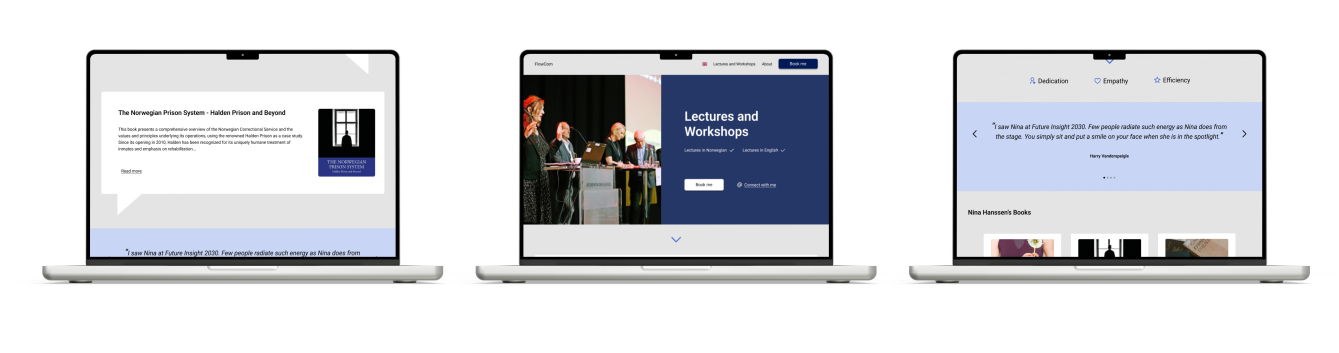 The Norwegian Prison System - Halden Prison and Beyond
This book presents a comprehensive overview of the Norwegian Correctional Service and the
values and principles underlying its operations, using the renowned Halden Prison as a case study.
Since its opening in 2010, Halden has been recognized for its uniquely humane treatment of
inmates and emphasis on rehabilitation...
Read more
THE NORWEGIAN
PRISON SYSTEM
Halden Prison and Beyond
"I saw Nina at Future Insight 2030. Few people radiate such energy as Nina does from
FlowCom
Lectures and Workshops
About
Book me
Lectures and
Workshops
Lectures in Norwegian
Lectures in English
Book me
Connect with me
Dedication
Empathy
Efficiency
"I saw Nina at Future Insight 2030. Few people radiate such energy as Nina does from
the stage. You simply sit and put a smile on your face when she is in the spotlight."
Harry Vandempeigle
Nina Hanssen's Books